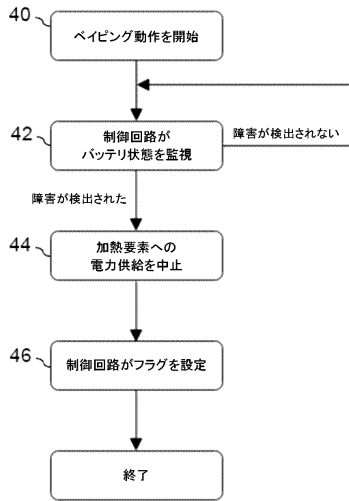 40
ベイピング動作を開始
42
制御回路が
バッテリ状態を監視
障害が検出されない
障害が検出された
44
加熱要素への
電力供給を中止
46
制御回路がフラグを設定
終了